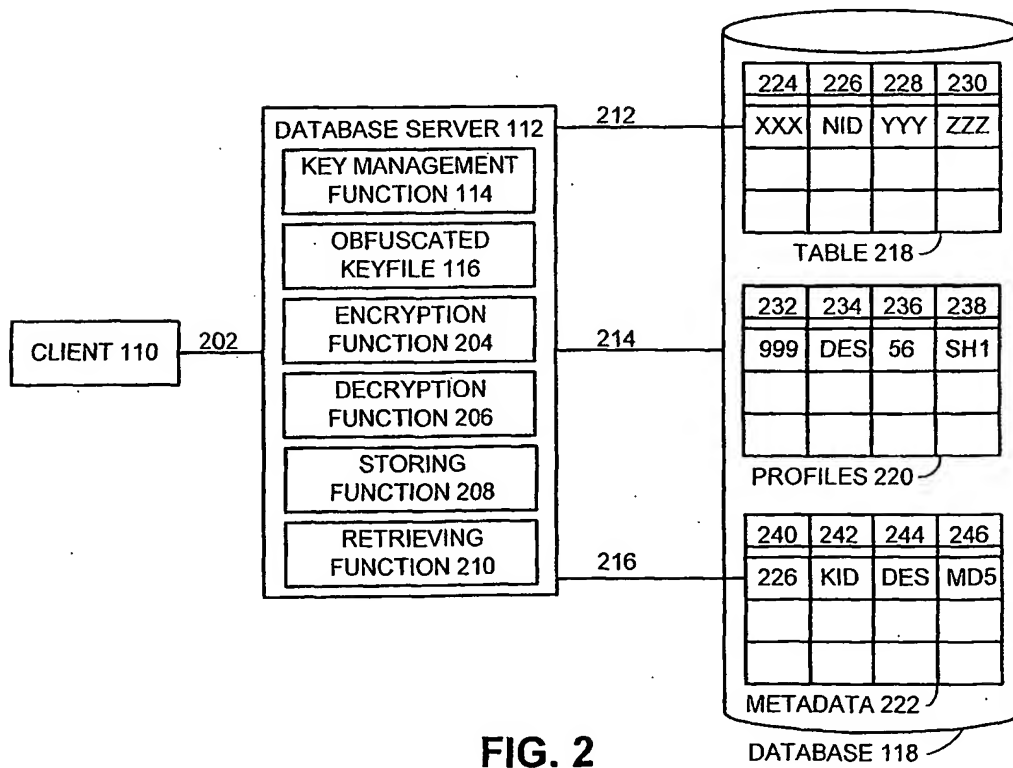 CLIENT 110
202
DATABASE SERVER 112
KEY MANAGEMENT
FUNCTION 114
OBFUSCATED
KEYFILE 116
ENCRYPTION
FUNCTION 204
DECRYPTION
FUNCTION 206
STORING
FUNCTION 208
RETRIEVING
FUNCTION 210
212
214
216
224 226 228 230
XXX NID YYY ZZZ
TABLE 218
232 234 236 238
999 DES 56 SH1
PROFILES 220
240 242 244 246
226 KID DES MD5
METADATA 222
DATABASE 118
FIG. 2